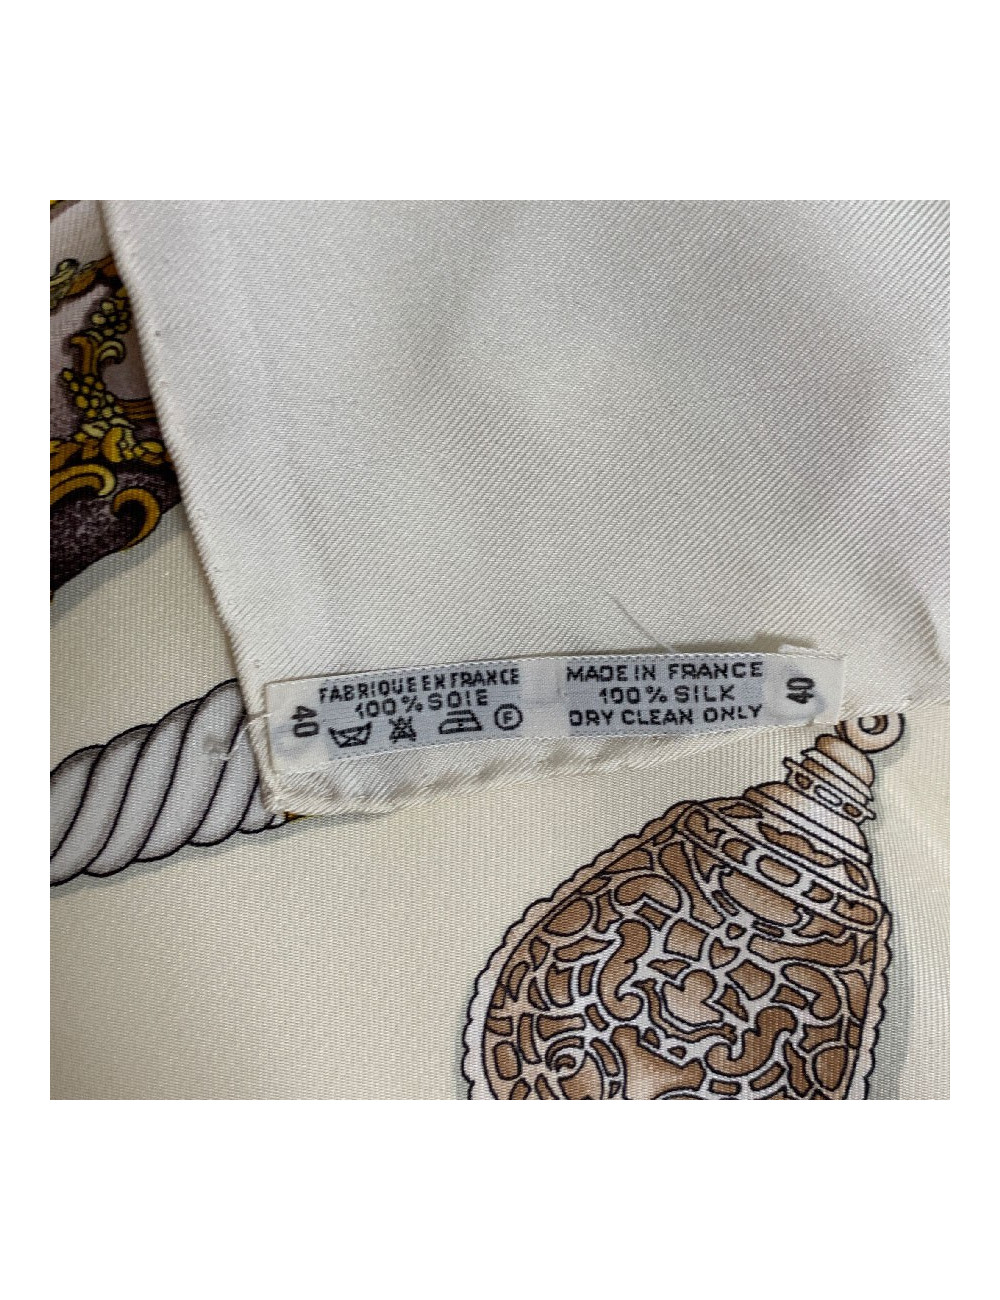 40
FABRIQUE EN FRANCE
100% SOIE
F
MADE IN FRANCE
100% SILK
DRY CLEAN ONLY
40